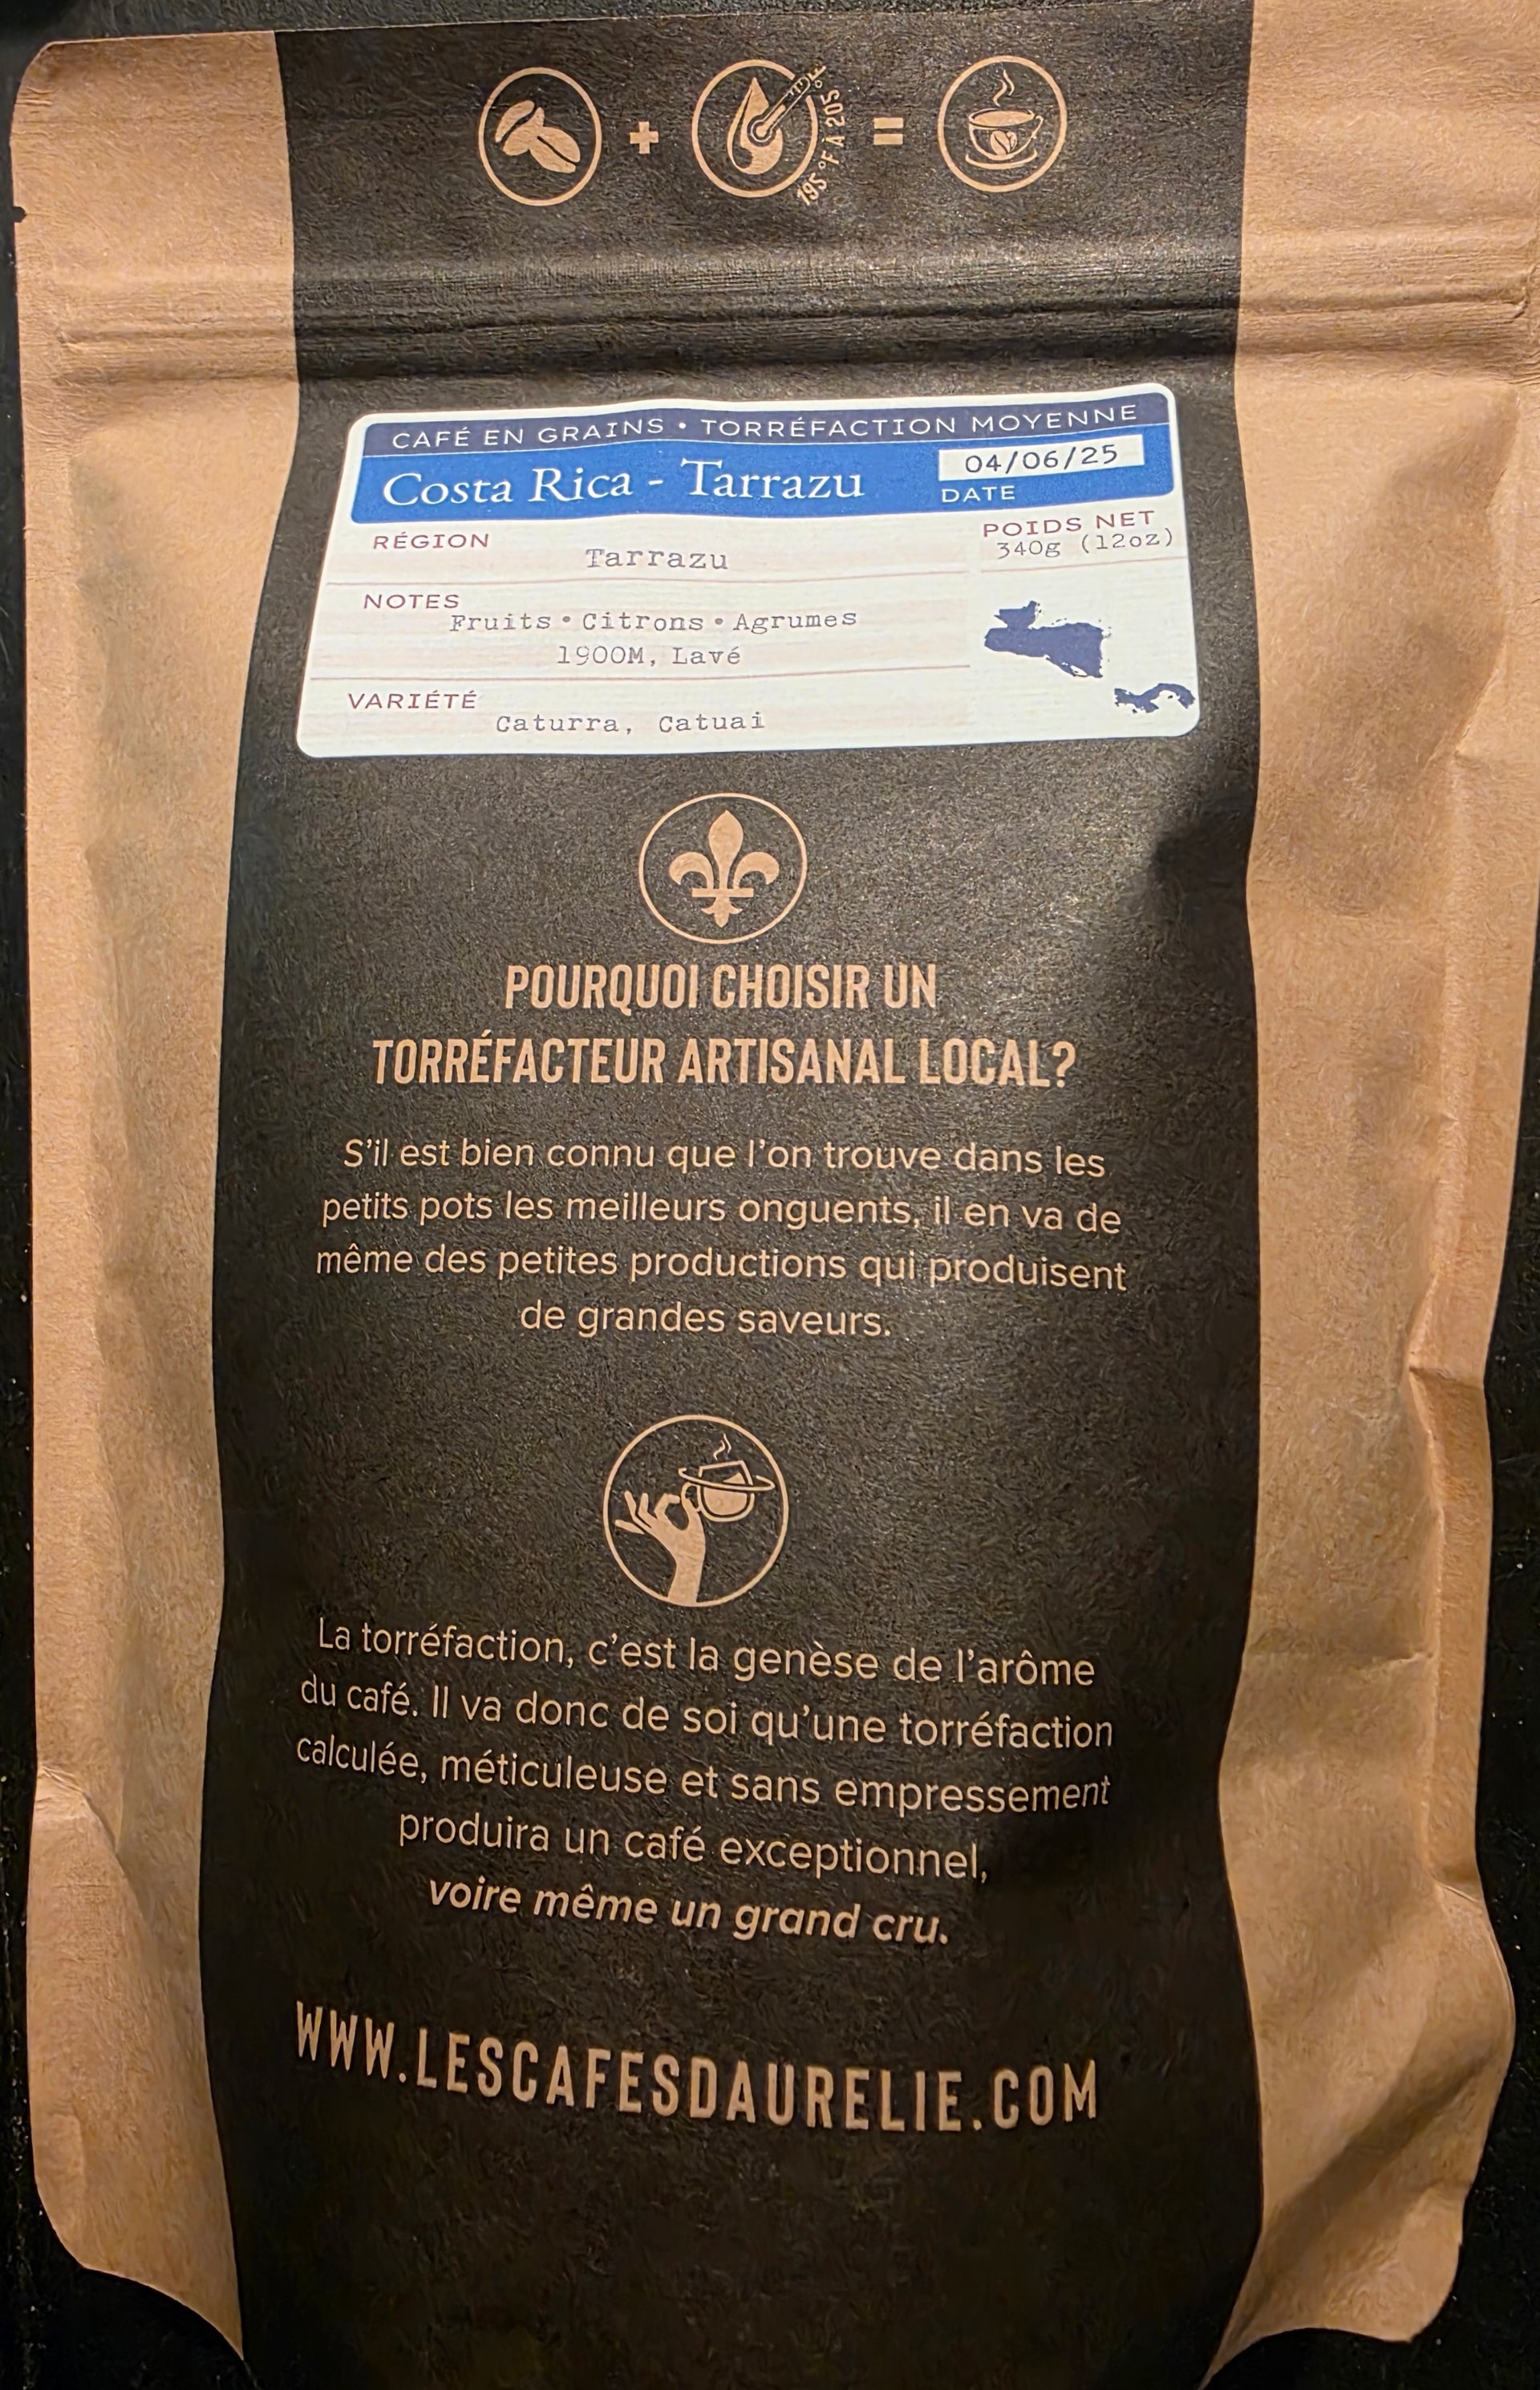 195 °F À 205 °F
CAFÉ EN GRAINS • TORRÉFACTION MOYENNE
Costa Rica - Tarrazu
04/06/25
DATE
RÉGION
Tarrazu
POIDS NET
340g (12oz)
NOTES
Fruits • Citrons • Agrumes
1900M, Lavé
VARIÉTÉ
Caturra, Catuai
POURQUOI CHOISIR UN
TORRÉFACTEUR ARTISANAL LOCAL?
S'il est bien connu que l'on trouve dans les
petits pots les meilleurs onguents, il en va de
même des petites productions qui produisent
de grandes saveurs.
La torréfaction, c'est la genèse de l'arôme
du café. Il va donc de soi qu'une torréfaction
calculée, méticuleuse et sans empressement
produira un café exceptionnel,
voire même un grand cru.
WWW.LESCAFESDAURELIE.COM